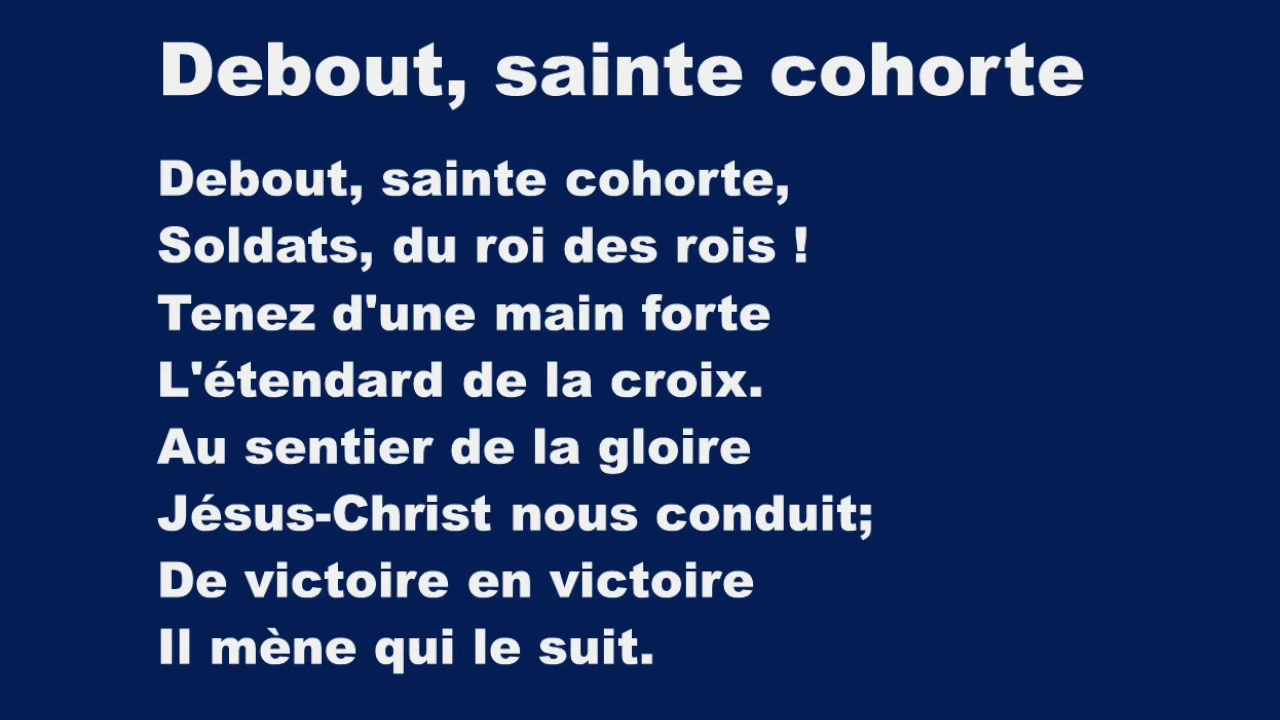 Debout, sainte cohorte
Debout, sainte cohorte,
Soldats, du roi des rois !
Tenez d'une main forte
L'étendard de la croix.
Au sentier de la gloire
Jésus-Christ nous conduit;
De victoire en victoire
Il mène qui le suit.